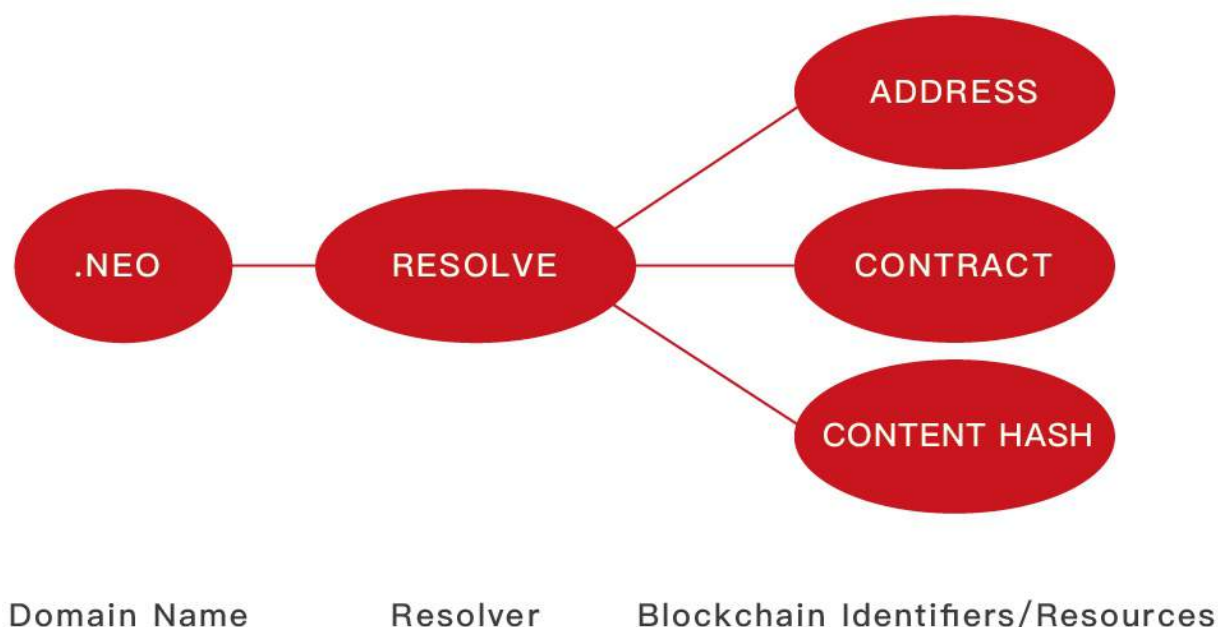 ADDRESS
.NEO
RESOLVE
CONTRACT
CONTENT HASH
Domain Name
Resolver
Blockchain Identifiers/Resources